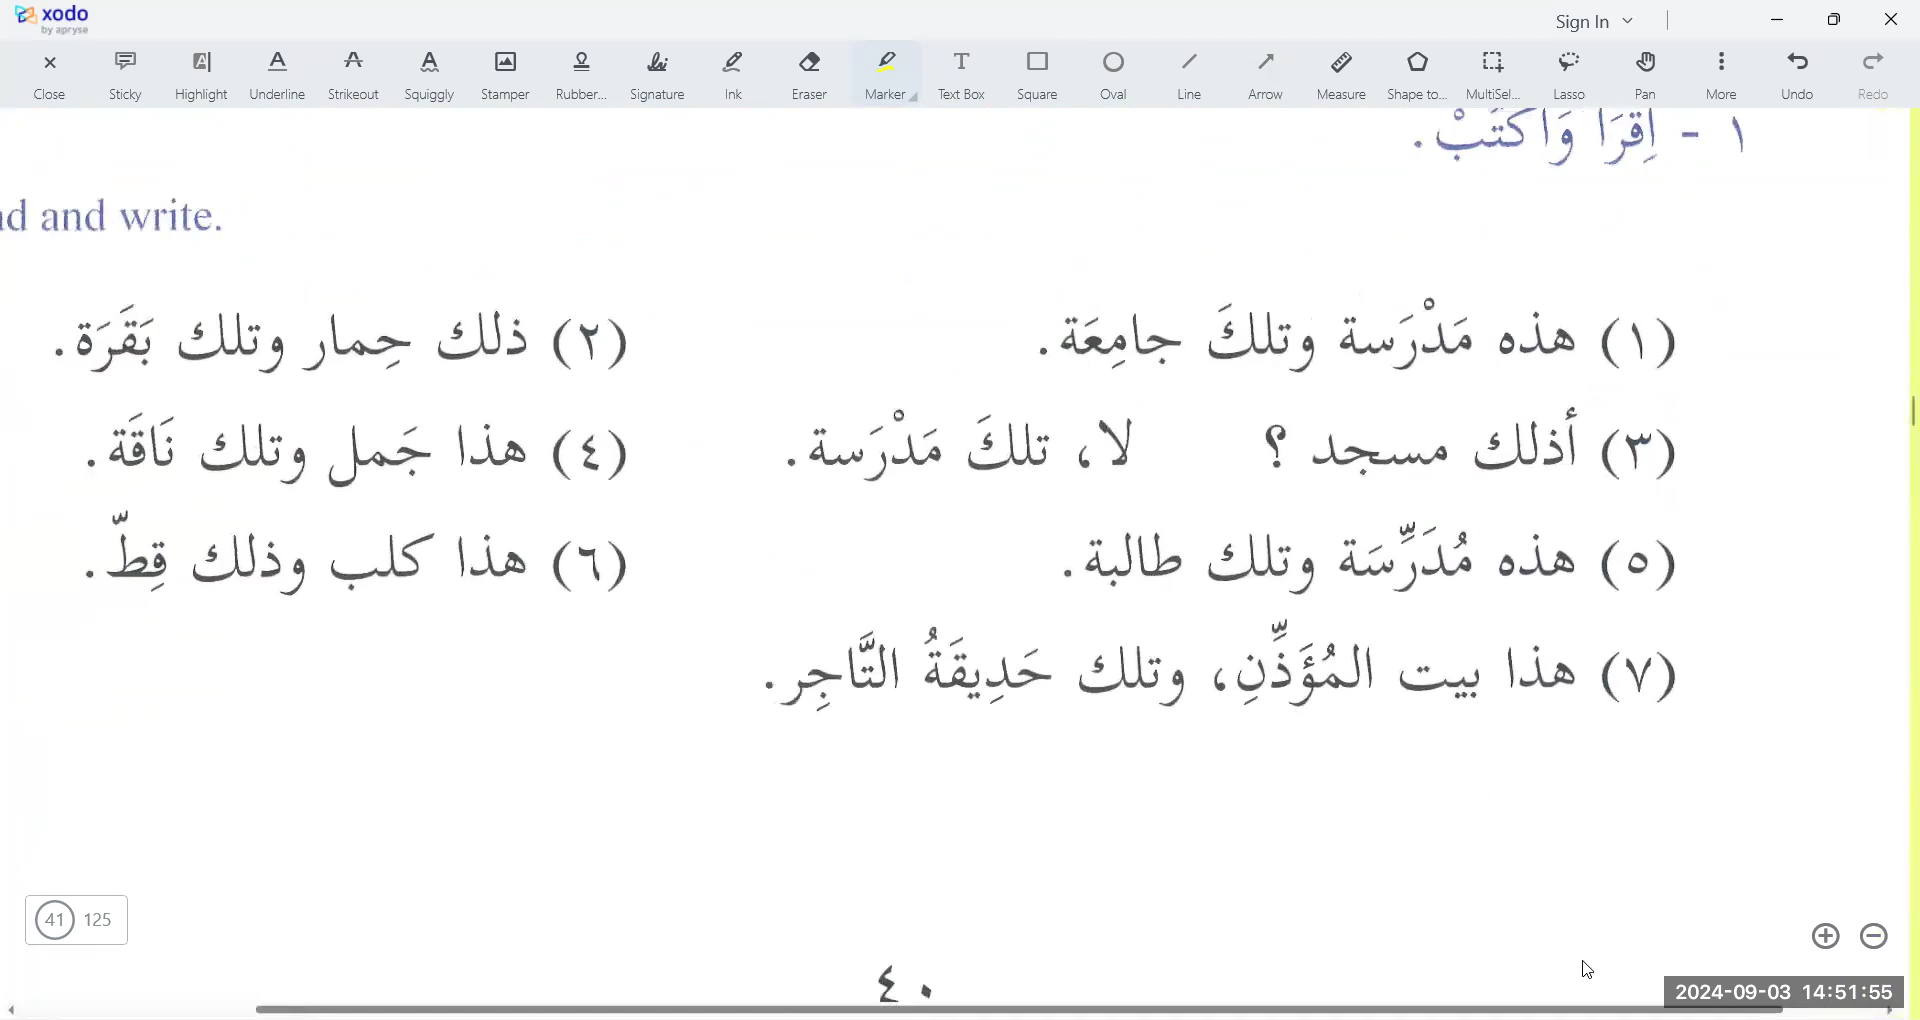 xodo
by apryse
Sign In
Close Sticky Highlight Underline Strikeout Squiggly Stamper Rubber... Signature Ink Eraser Marker Text Box Square Oval Line Arrow Measure Shape to... MultiSel... Lasso Pan More Undo Redo
١ - اِقْرَأْ وَاكْتُبْ.
nd and write.
(١) هذه مَدْرَسة وتلكَ جامِعَة. (٢) ذلك حِمار وتلك بَقَرَة.
(٣) أَذلك مسجد ؟ لا، تلكَ مَدْرَسة. (٤) هذا جَمل وتلك نَاقَة.
(٥) هذه مُدَرِّسَة وتلك طالبة. (٦) هذا كلب وذلك قِطّ.
(٧) هذا بيت المُؤَذِّنِ، وتلك حَدِيقَةُ التَّاجِر.
41 125
٤٠
2024-09-03 14:51:55